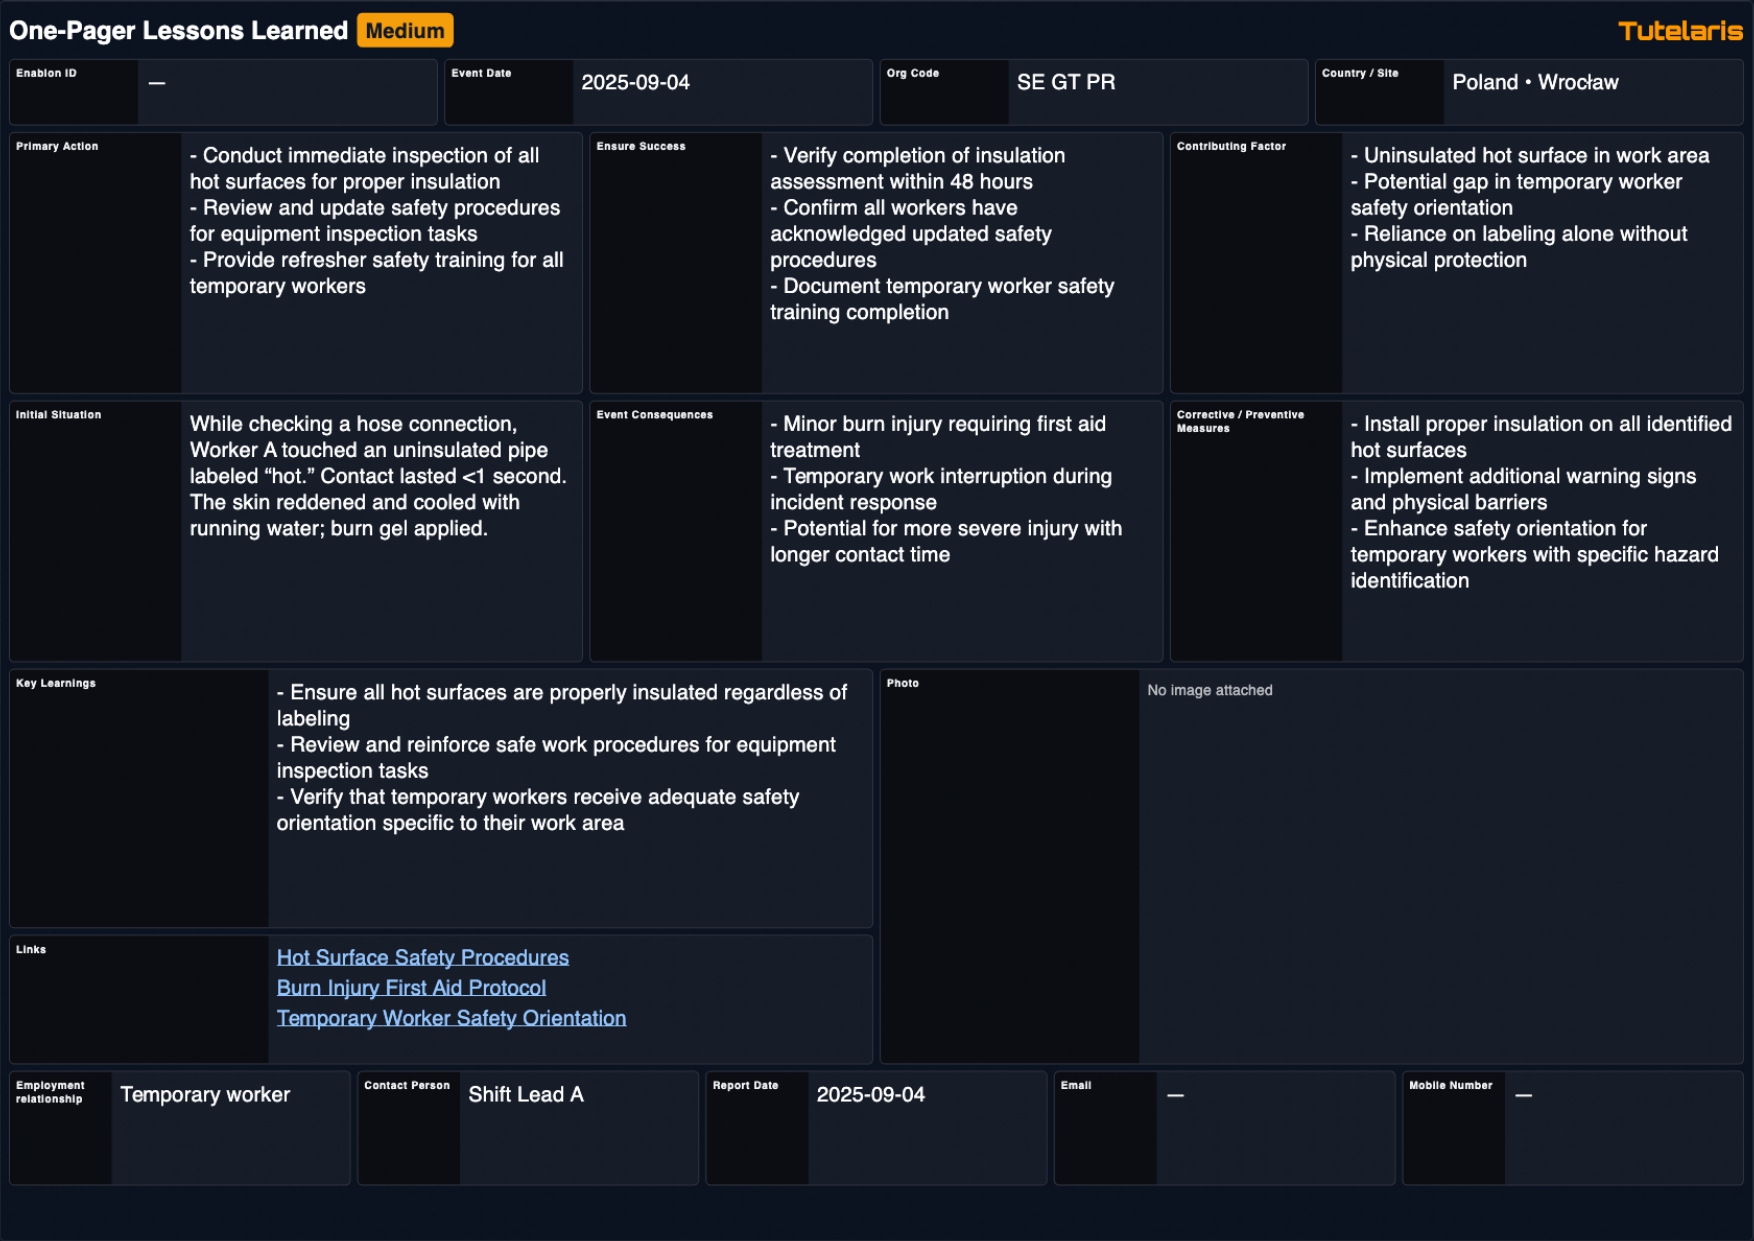 One-Pager Lessons Learned Medium
Tutelaris
Enablon ID
—
Event Date
2025-09-04
Org Code
SE GT PR
Country / Site
Poland • Wrocław
Primary Action
- Conduct immediate inspection of all
hot surfaces for proper insulation
- Review and update safety procedures
for equipment inspection tasks
- Provide refresher safety training for all
temporary workers
Ensure Success
- Verify completion of insulation
assessment within 48 hours
- Confirm all workers have
acknowledged updated safety
procedures
- Document temporary worker safety
training completion
Contributing Factor
- Uninsulated hot surface in work area
- Potential gap in temporary worker
safety orientation
- Reliance on labeling alone without
physical protection
Initial Situation
While checking a hose connection,
Worker A touched an uninsulated pipe
labeled “hot.” Contact lasted <1 second.
The skin reddened and cooled with
running water; burn gel applied.
Event Consequences
- Minor burn injury requiring first aid
treatment
- Temporary work interruption during
incident response
- Potential for more severe injury with
longer contact time
Corrective / Preventive
Measures
- Install proper insulation on all identified
hot surfaces
- Implement additional warning signs
and physical barriers
- Enhance safety orientation for
temporary workers with specific hazard
identification
Key Learnings
- Ensure all hot surfaces are properly insulated regardless of
labeling
- Review and reinforce safe work procedures for equipment
inspection tasks
- Verify that temporary workers receive adequate safety
orientation specific to their work area
Photo
No image attached
Links
Hot Surface Safety Procedures
Burn Injury First Aid Protocol
Temporary Worker Safety Orientation
Employment
relationship
Temporary worker
Contact Person
Shift Lead A
Report Date
2025-09-04
Email
—
Mobile Number
—